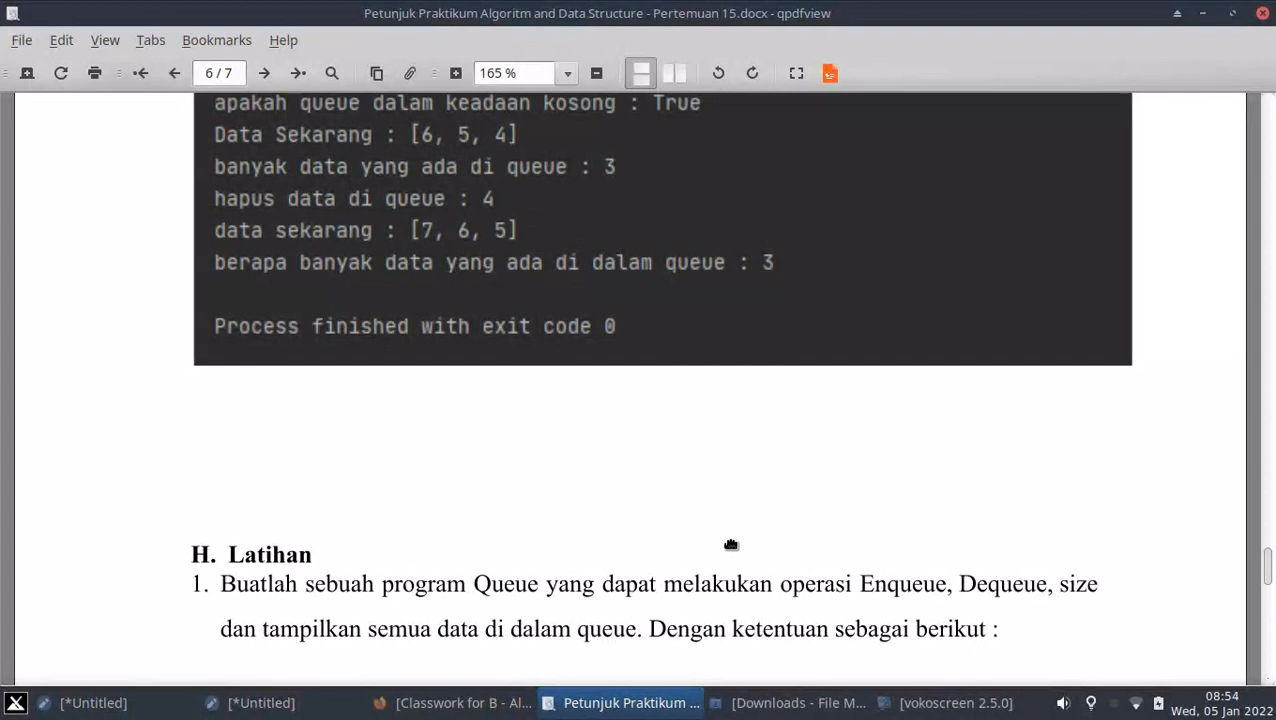 Petunjuk Praktikum Algoritm and Data Structure - Pertemuan 15.docx - qpdfview
File Edit View Tabs Bookmarks Help
6 / 7 165 %
apakah queue dalam keadaan kosong : True
Data Sekarang : [6, 5, 4]
banyak data yang ada di queue : 3
hapus data di queue : 4
data sekarang : [7, 6, 5]
berapa banyak data yang ada di dalam queue : 3
Process finished with exit code 0
H. Latihan
1. Buatlah sebuah program Queue yang dapat melakukan operasi Enqueue, Dequeue, size
dan tampilkan semua data di dalam queue. Dengan ketentuan sebagai berikut :
[*Untitled] [*Untitled] [Classwork for B - Al... Petunjuk Praktikum ... [Downloads - File M... [vokoscreen 2.5.0] 08:54
Wed, 05 Jan 2022